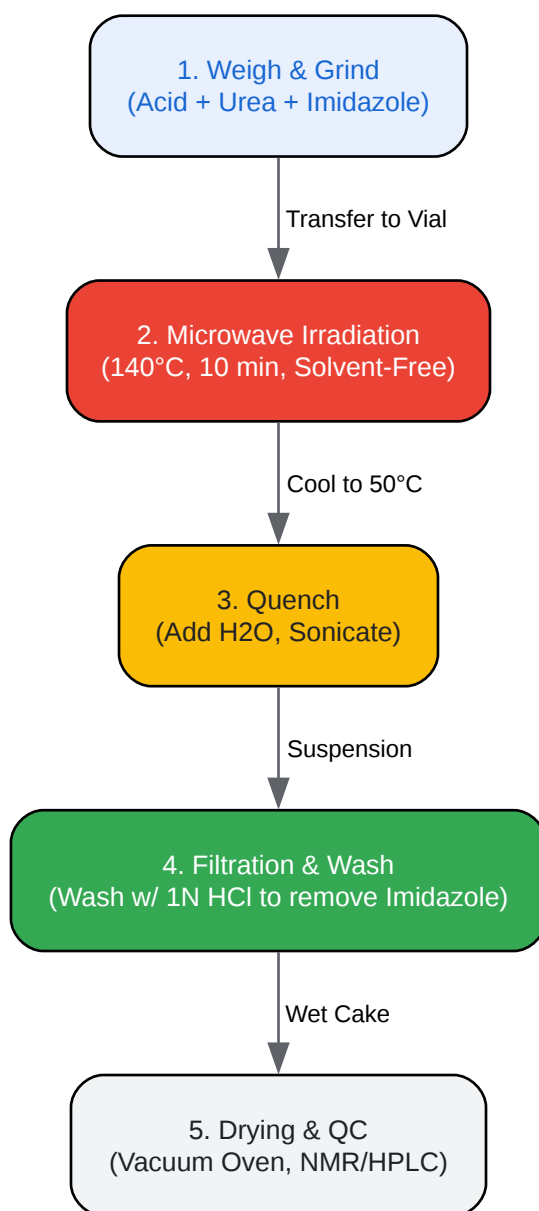 1. Weigh & Grind
(Acid + Urea + Imidazole)
Transfer to Vial
2. Microwave Irradiation
(140°C, 10 min, Solvent-Free)
Cool to 50°C
3. Quench
(Add H2O, Sonicate)
Suspension
4. Filtration & Wash
(Wash w/ 1N HCl to remove Imidazole)
Wet Cake
5. Drying & QC
(Vacuum Oven, NMR/HPLC)